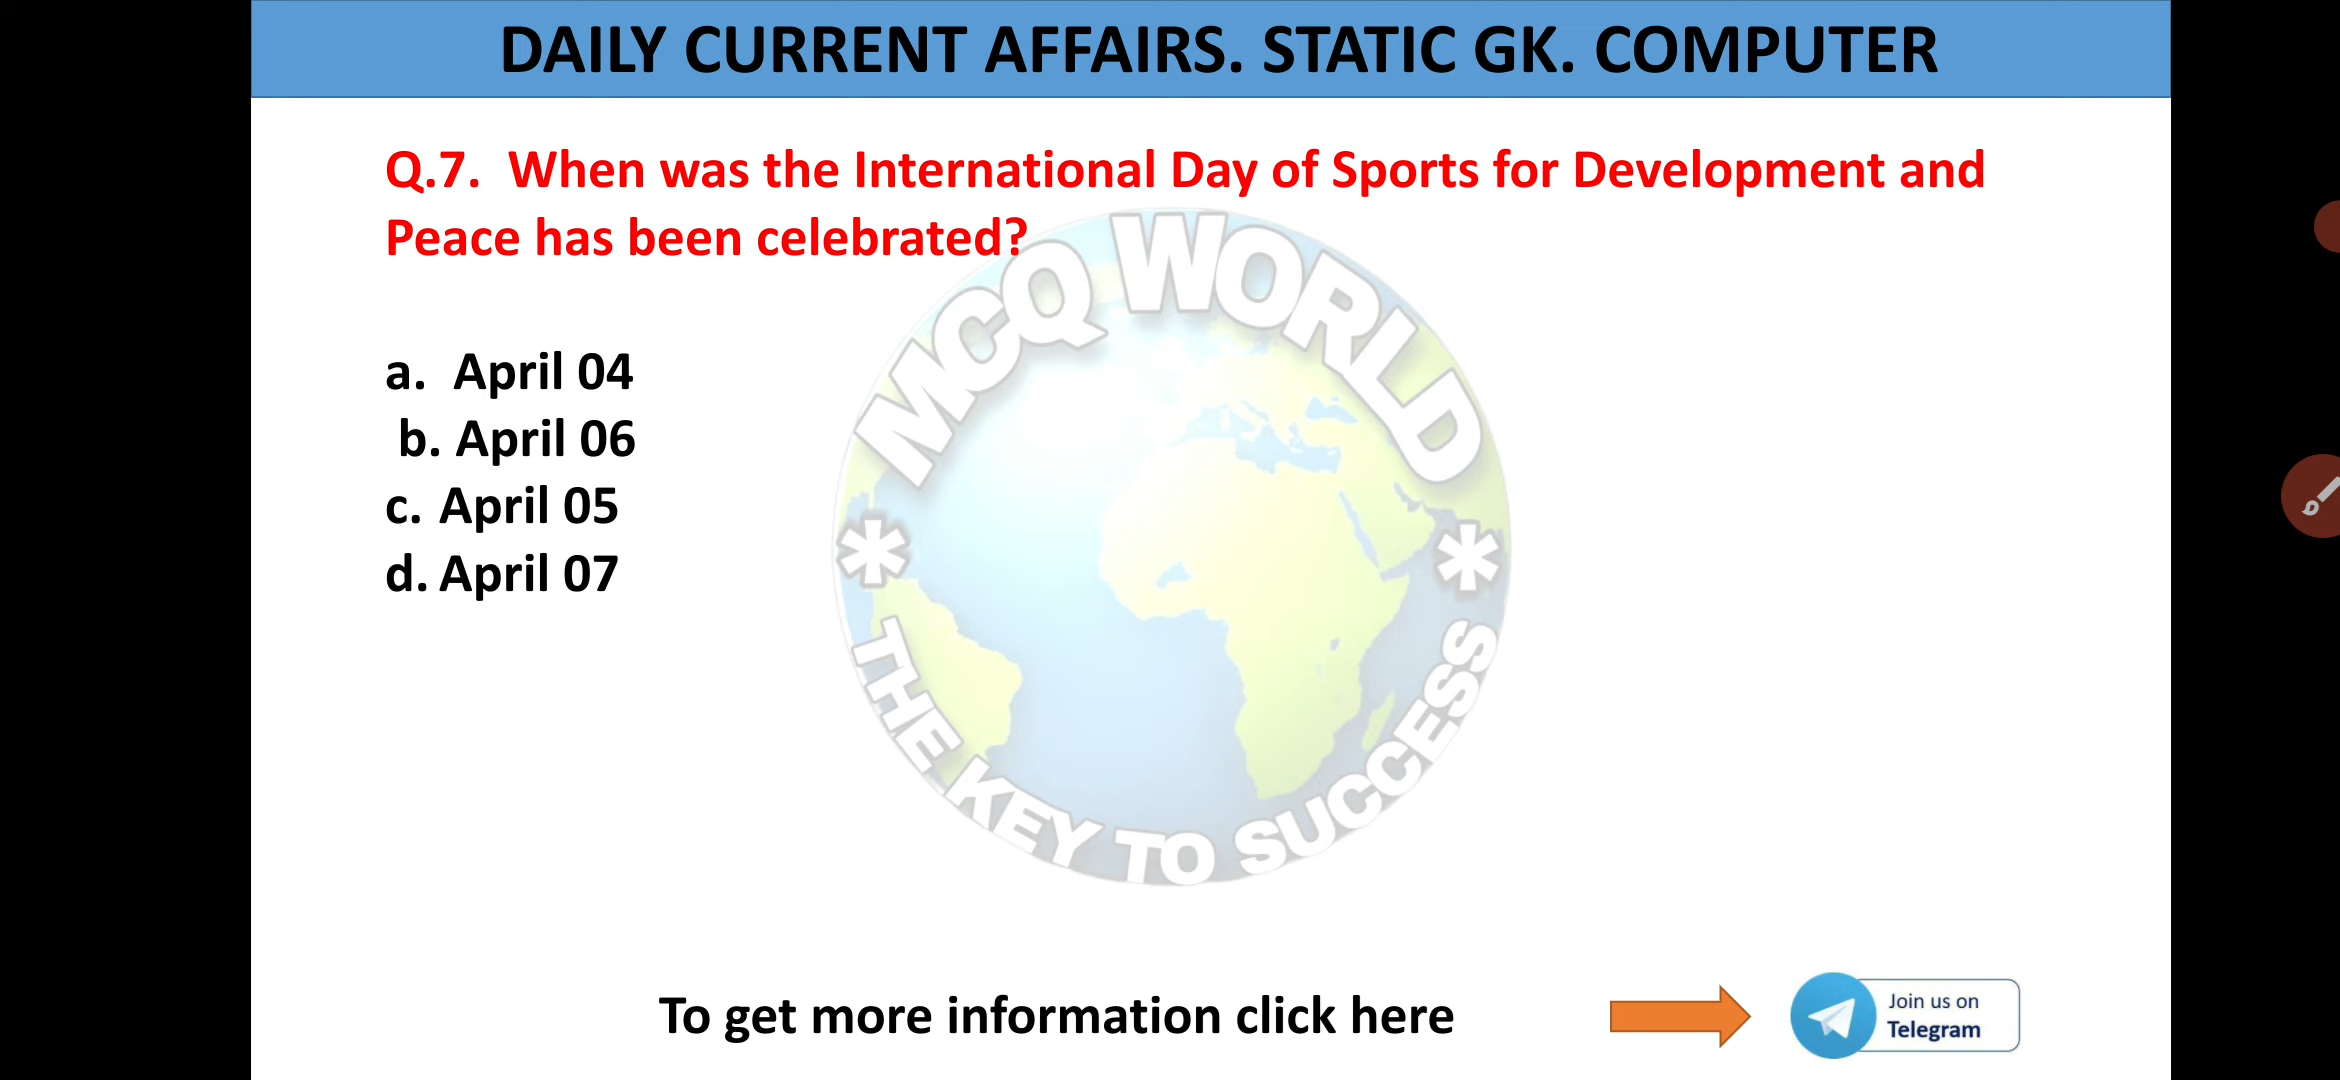 DAILY CURRENT AFFAIRS. STATIC GK. COMPUTER
Q.7. When was the International Day of Sports for Development and
Peace has been celebrated?
a. April 04
b. April 06
c. April 05
d. April 07
MCQ WORLD
* *
THE KEY TO SUCCESS
To get more information click here
Join us on
Telegram